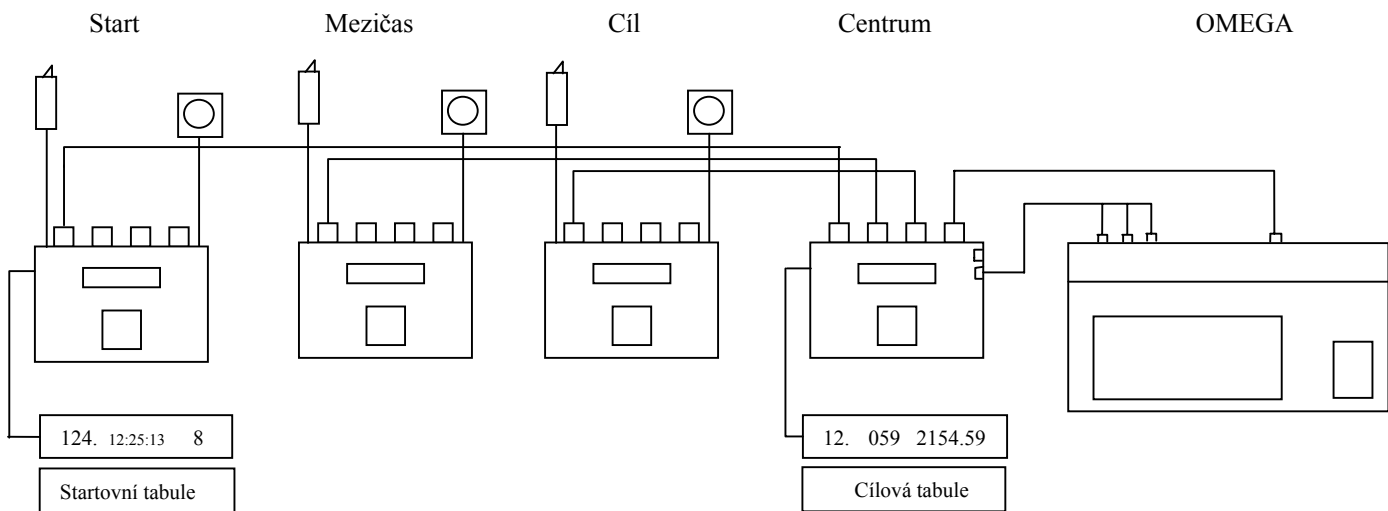 Start Mezičas Cíl Centrum OMEGA
124. 12:25:13 8
12. 059 2154.59
Startovní tabule
Cílová tabule